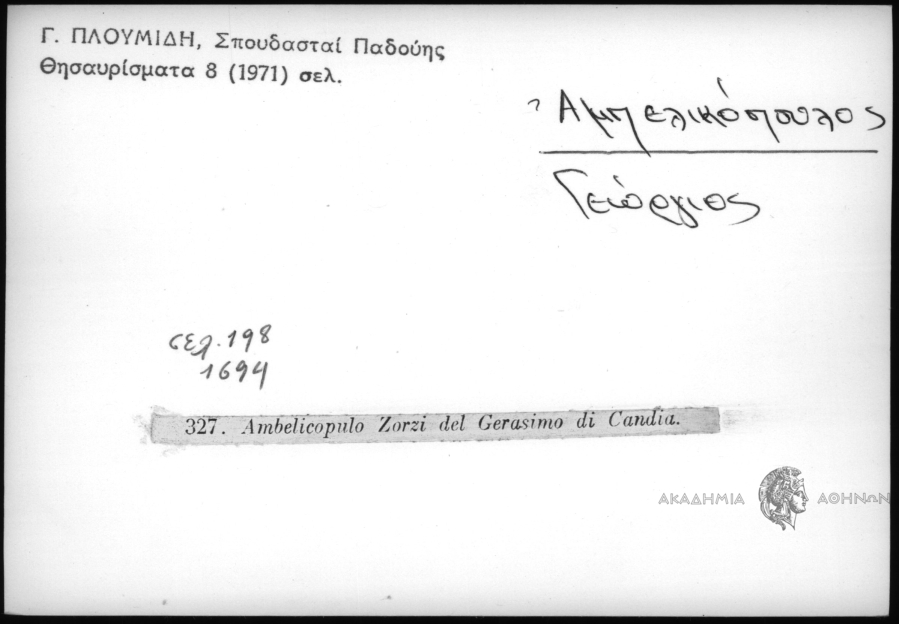 Γ. ΠΛΟΥΜΙΔΗ, Σπουδασταί Παδούης
Θησαυρίσματα 8 (1971) σελ.
? Αμπελικόπουλος
Γεώργιος
σελ. 198
1694
327. Ambelicopulo Zorzi del Gerasimo di Candia.
ΑΚΑΔΗΜΙΑ ΑΘΗΝΩΝ